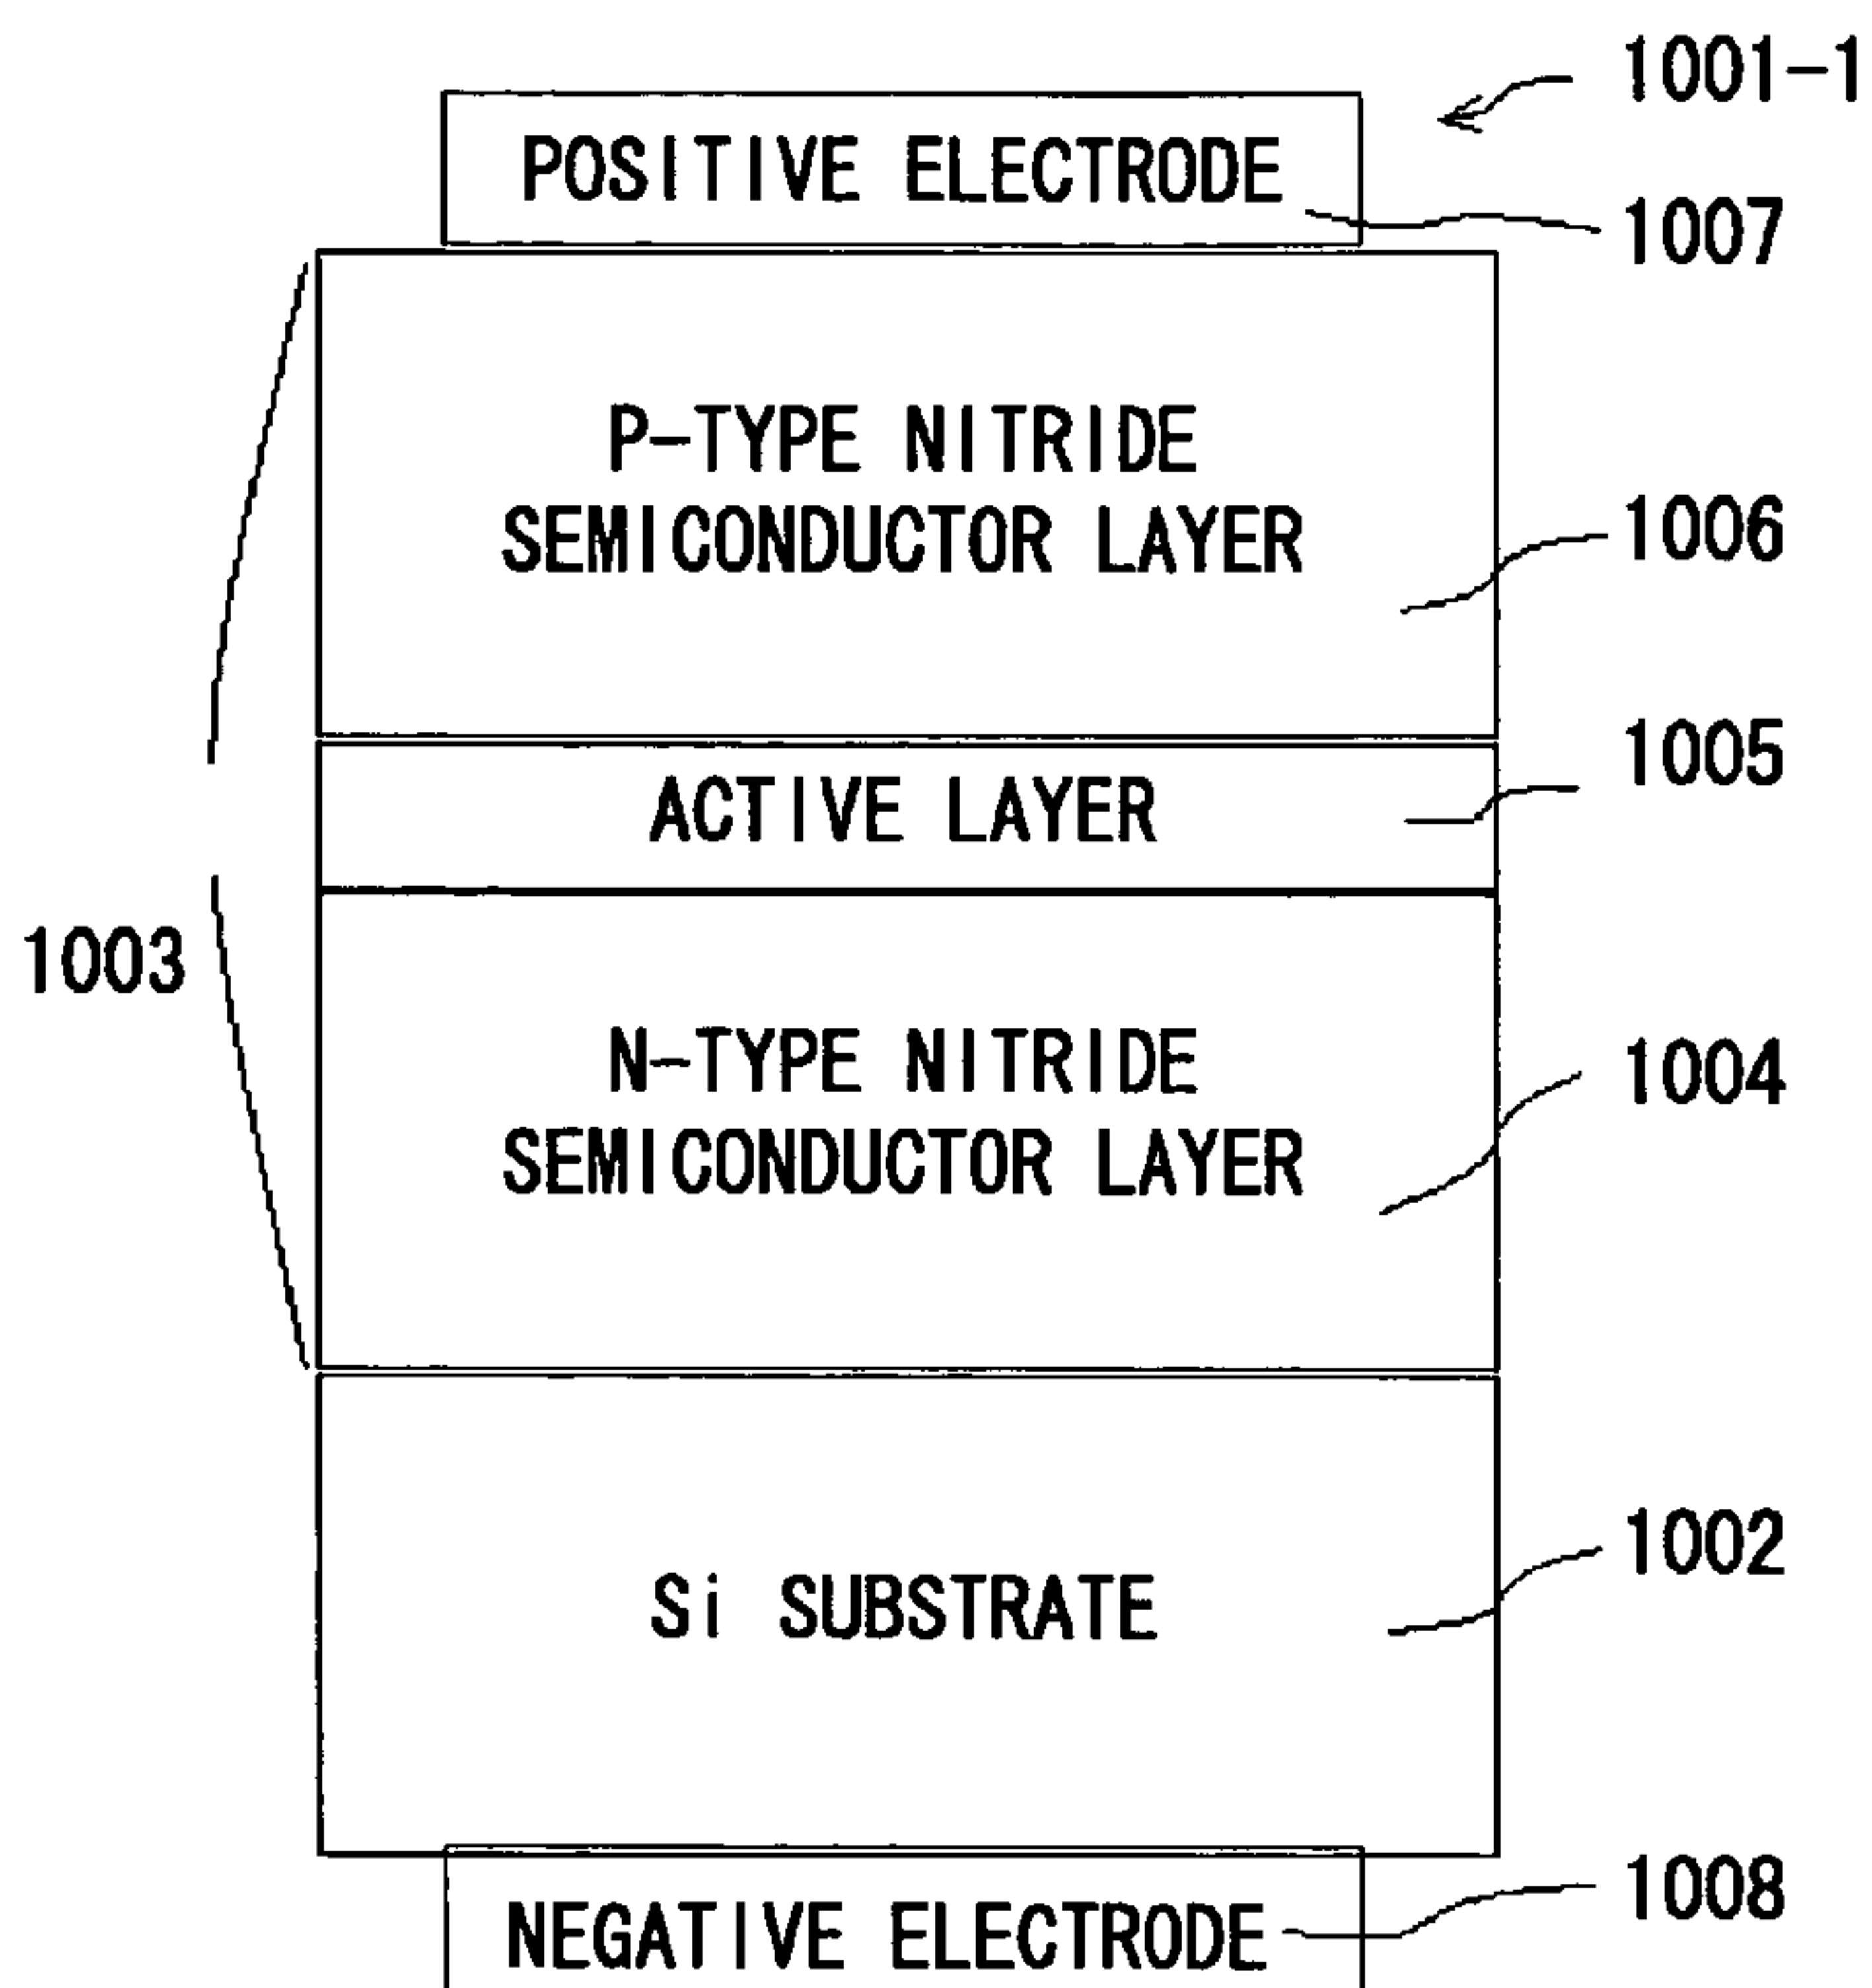 1001-1
POSITIVE ELECTRODE
1007
P-TYPE NITRIDE
SEMICONDUCTOR LAYER
1006
1005
ACTIVE LAYER
1003
N-TYPE NITRIDE
SEMICONDUCTOR LAYER
1004
1002
Si SUBSTRATE
1008
NEGATIVE ELECTRODE